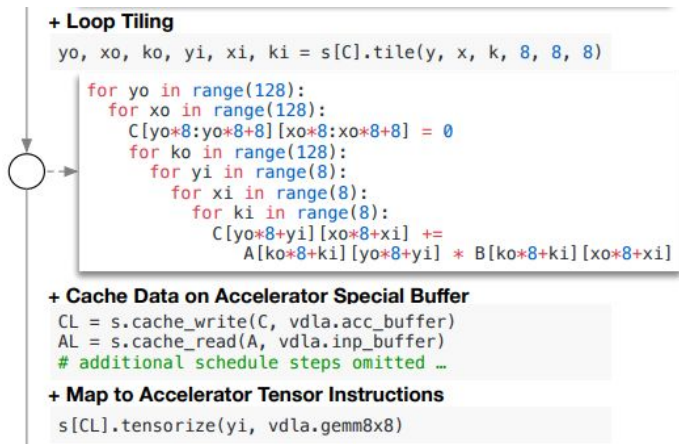 + Loop Tiling
yo, xo, ko, yi, xi, ki = s[C].tile(y, x, k, 8, 8, 8)
for yo in range(128):
  for xo in range(128):
    C[yo*8:yo*8+8][xo*8:xo*8+8] = 0
    for ko in range(128):
      for yi in range(8):
        for xi in range(8):
          for ki in range(8):
            C[yo*8+yi][xo*8+xi] +=
               A[ko*8+ki][yo*8+yi] * B[ko*8+ki][xo*8+xi]
+ Cache Data on Accelerator Special Buffer
CL = s.cache_write(C, vdla.acc_buffer)
AL = s.cache_read(A, vdla.inp_buffer)
# additional schedule steps omitted …
+ Map to Accelerator Tensor Instructions
s[CL].tensorize(yi, vdla.gemm8x8)